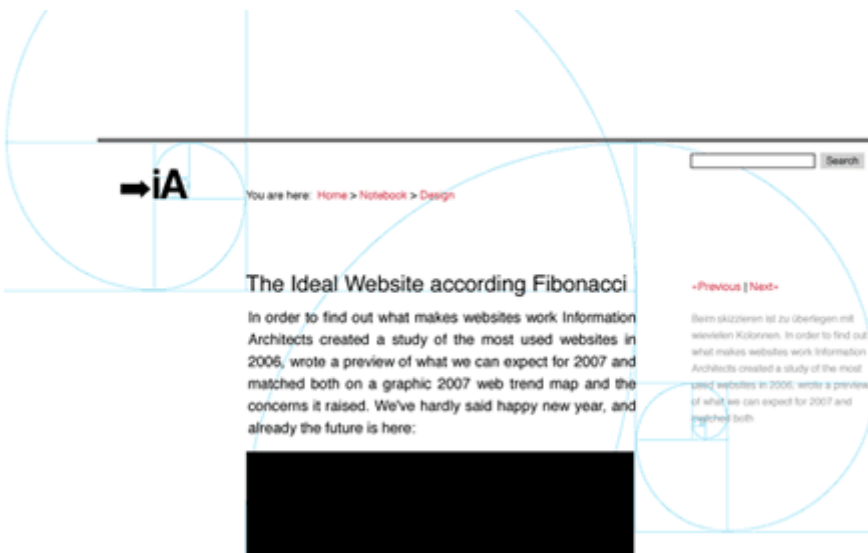 Search
➡iA
You are here: Home > Notebook > Design
The Ideal Website according Fibonacci
In order to find out what makes websites work Information
Architects created a study of the most used websites in
2006, wrote a preview of what we can expect for 2007 and
matched both on a graphic 2007 web trend map and the
concerns it raised. We've hardly said happy new year, and
already the future is here:
«Previous | Next»
Beim skizzieren ist zu überlegen mit
wievielen Kolonnen. In order to find out
what makes websites work Information
Architects created a study of the most
used websites in 2006, wrote a preview
of what we can expect for 2007 and
matched both